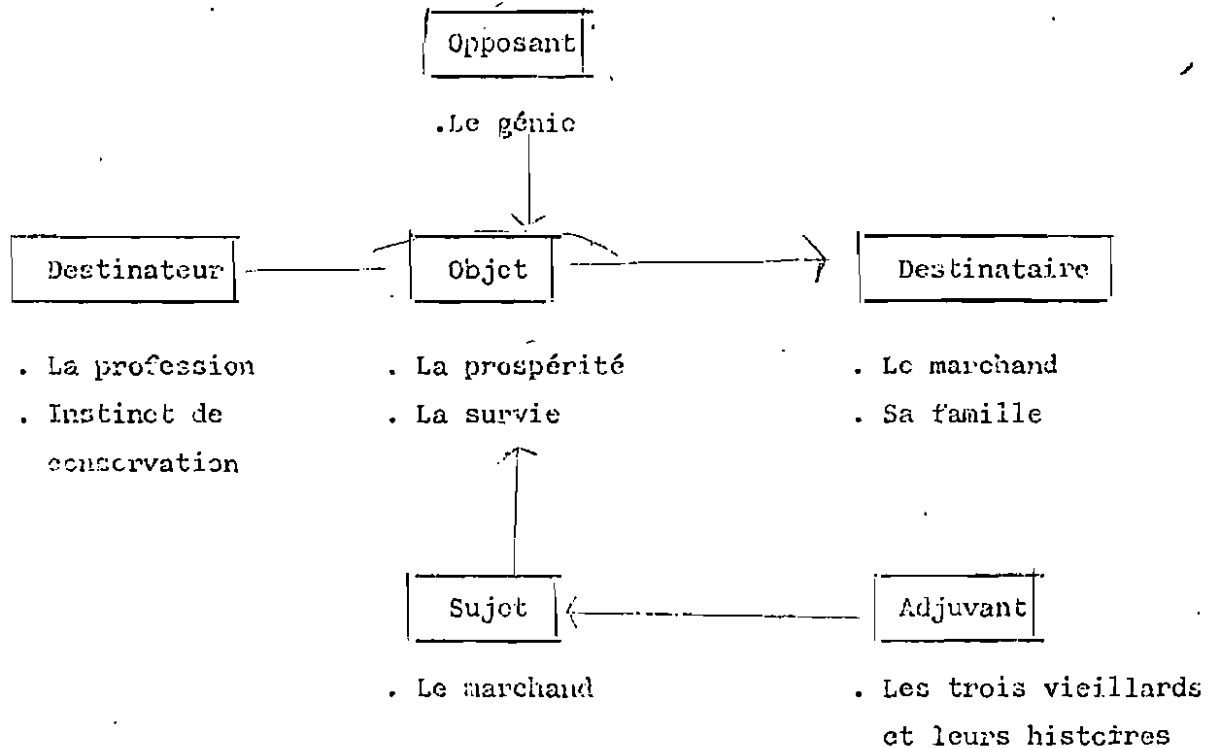 Opposant
.Le génie
Destinateur
Objet
Destinataire
. La profession
. Instinct de
conservation
. La prospérité
. La survie
. Le marchand
. Sa famille
Sujet
Adjuvant
. Le marchand
. Les trois vieillards
et leurs histoires